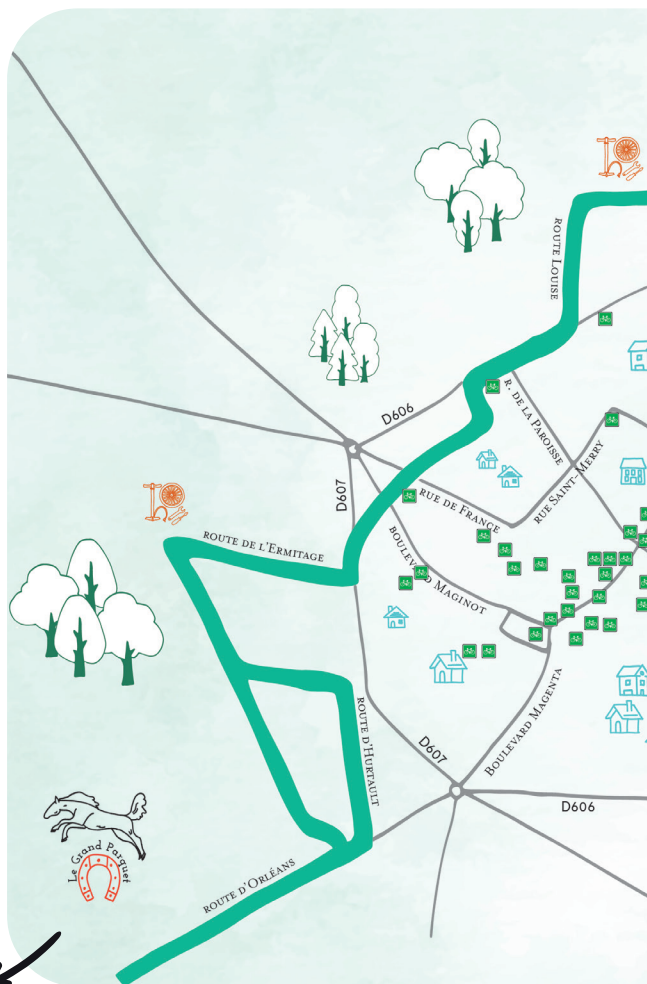 Route Louise
D606
R. de la Paroisse
Rue Saint-Merry
D607
Rue de France
Route de l'Ermitage
Boulevard Maginot
Route d'Hurtault
D607
Boulevard Magenta
D606
Le Grand Parquet
Route d'Orléans